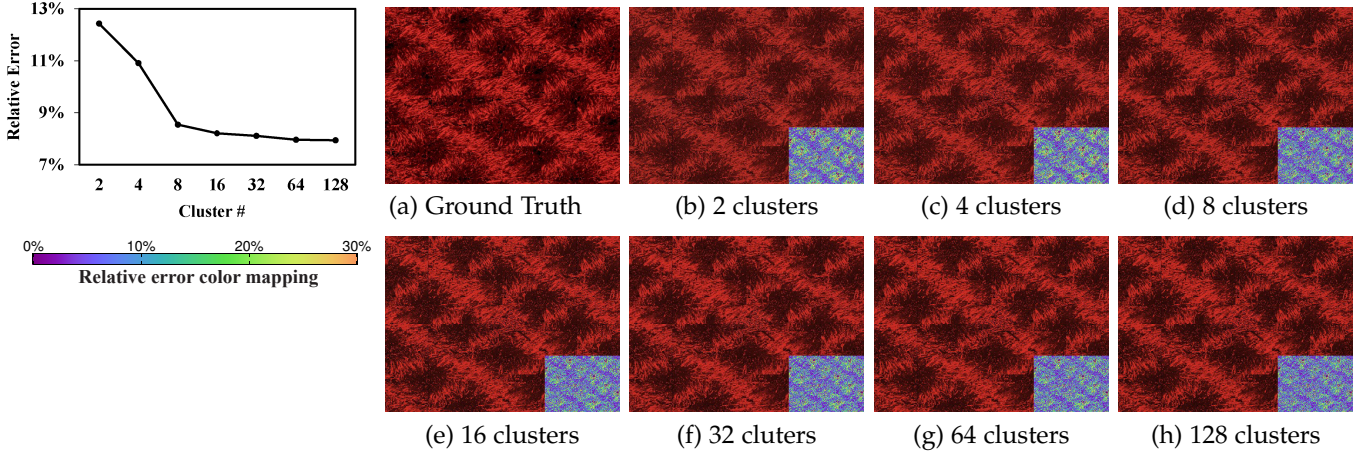 13%
11%
9%
7%
Relative Error
2 4 8 16 32 64 128
Cluster #
0% 10% 20% 30%
Relative error color mapping
(a) Ground Truth
(b) 2 clusters
(c) 4 clusters
(d) 8 clusters
(e) 16 clusters
(f) 32 cluters
(g) 64 clusters
(h) 128 clusters